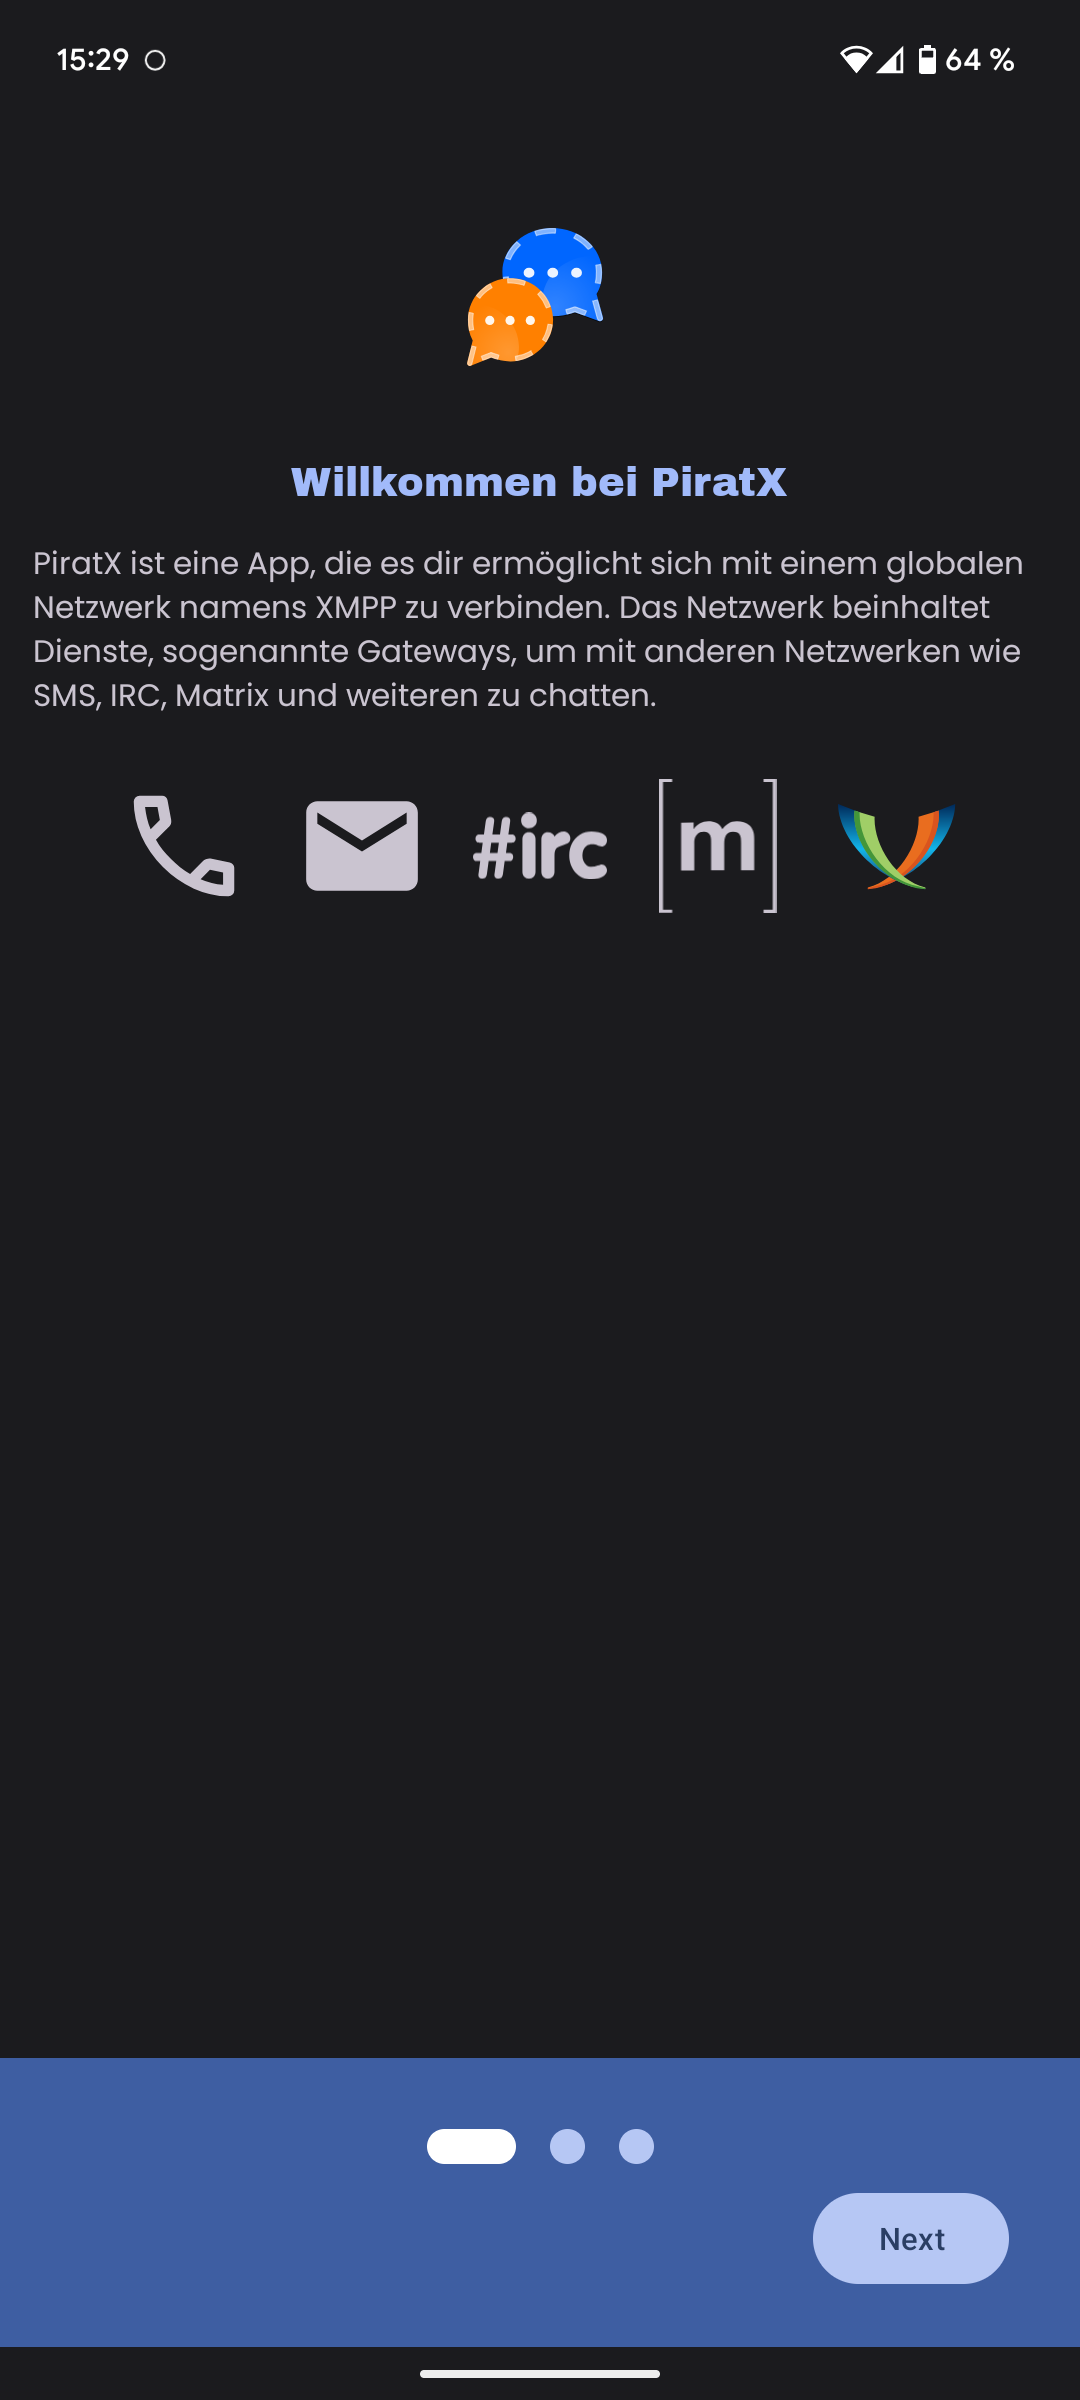 15:29
64 %
Willkommen bei PiratX
PiratX ist eine App, die es dir ermöglicht sich mit einem globalen
Netzwerk namens XMPP zu verbinden. Das Netzwerk beinhaltet
Dienste, sogenannte Gateways, um mit anderen Netzwerken wie
SMS, IRC, Matrix und weiteren zu chatten.
#irc [m]
Next